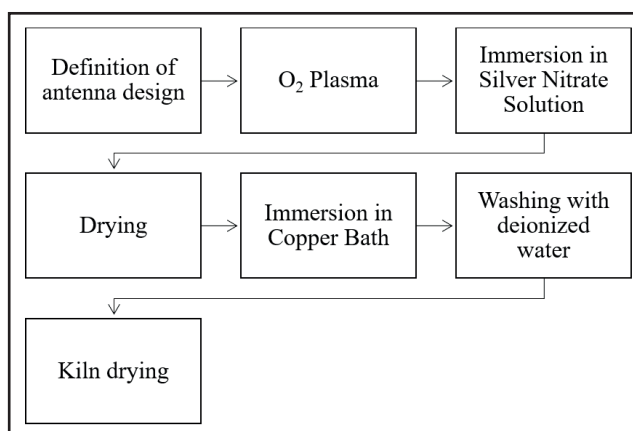 Definition of
antenna design
O₂ Plasma
Immersion in
Silver Nitrate
Solution
Drying
Immersion in
Copper Bath
Washing with
deionized
water
Kiln drying